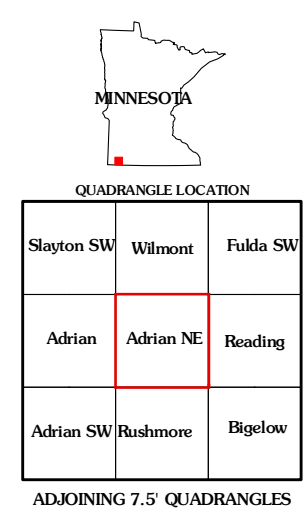 MINNESOTA
QUADRANGLE LOCATION
Slayton SW Wilmont Fulda SW
Adrian Adrian NE Reading
Adrian SW Rushmore Bigelow
ADJOINING 7.5' QUADRANGLES